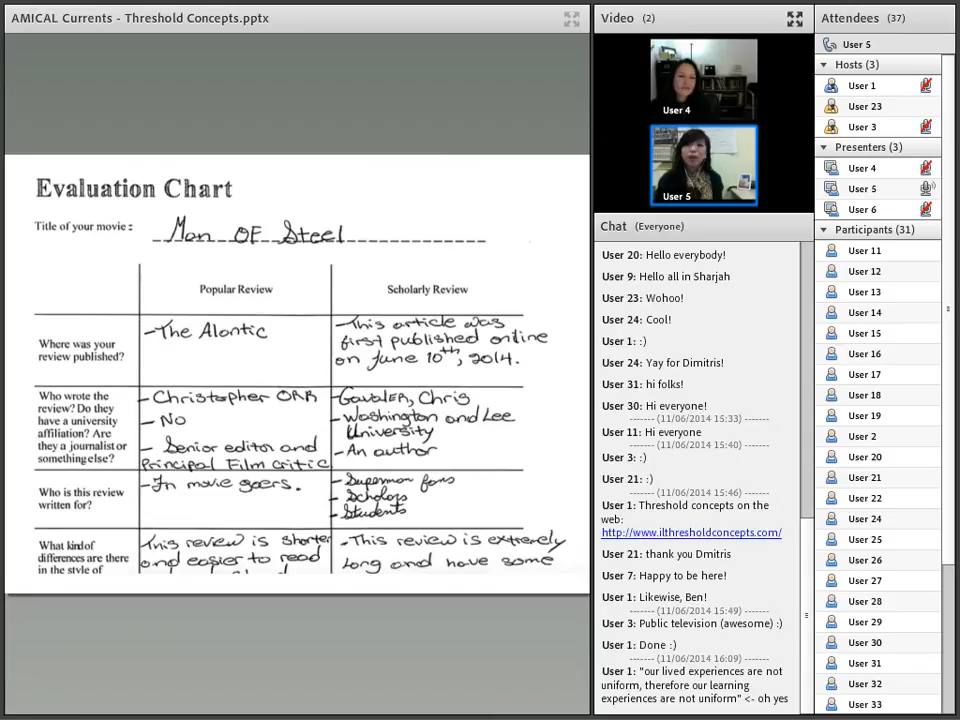 AMICAL Currents - Threshold Concepts.pptx
Evaluation Chart
Title of your movie: Man OF Steel
Popular Review
Scholarly Review
Where was your
review published?
-The Alontic
-This article was
first published online
on June 10th, 2014.
Who wrote the
review? Do they
have a university
affiliation? Are
they a journalist or
something else?
-Christopher ORR
-No
-Senior editor and
Principal Film critic
-Gavaler, Chris
-Washington and Lee
University
-An author
Who is this review
written for?
-In movie goers.
-Superman fans
-Scholars
-Students
What kind of
differences are there
in the style of
This review is shorter
and easier to read
-This review is extremely
long and have some
Video (2)
User 4
User 5
Chat (Everyone)
User 20: Hello everybody!
User 9: Hello all in Sharjah
User 23: Wohoo!
User 24: Cool!
User 1: :)
User 24: Yay for Dimitris!
User 31: hi folks!
User 30: Hi everyone!
------- (11/06/2014 15:33) -------
User 11: Hi everyone
------- (11/06/2014 15:40) -------
User 3: :)
User 21: :)
------- (11/06/2014 15:46) -------
User 1: Threshold concepts on the
web:
http://www.ilthresholdconcepts.com/
User 21: thank you Dmitris
User 7: Happy to be here!
User 1: Likewise, Ben!
------- (11/06/2014 15:49) -------
User 3: Public television (awesome) :)
User 1: Done :)
------- (11/06/2014 16:09) -------
User 1: "our lived experiences are not
uniform, therefore our learning
experiences are not uniform" <- oh yes
Attendees (37)
User 5
Hosts (3)
User 1
User 23
User 3
Presenters (3)
User 4
User 5
User 6
Participants (31)
User 11
User 12
User 13
User 14
User 15
User 16
User 17
User 18
User 19
User 2
User 20
User 21
User 22
User 24
User 25
User 26
User 27
User 28
User 29
User 30
User 31
User 32
User 33